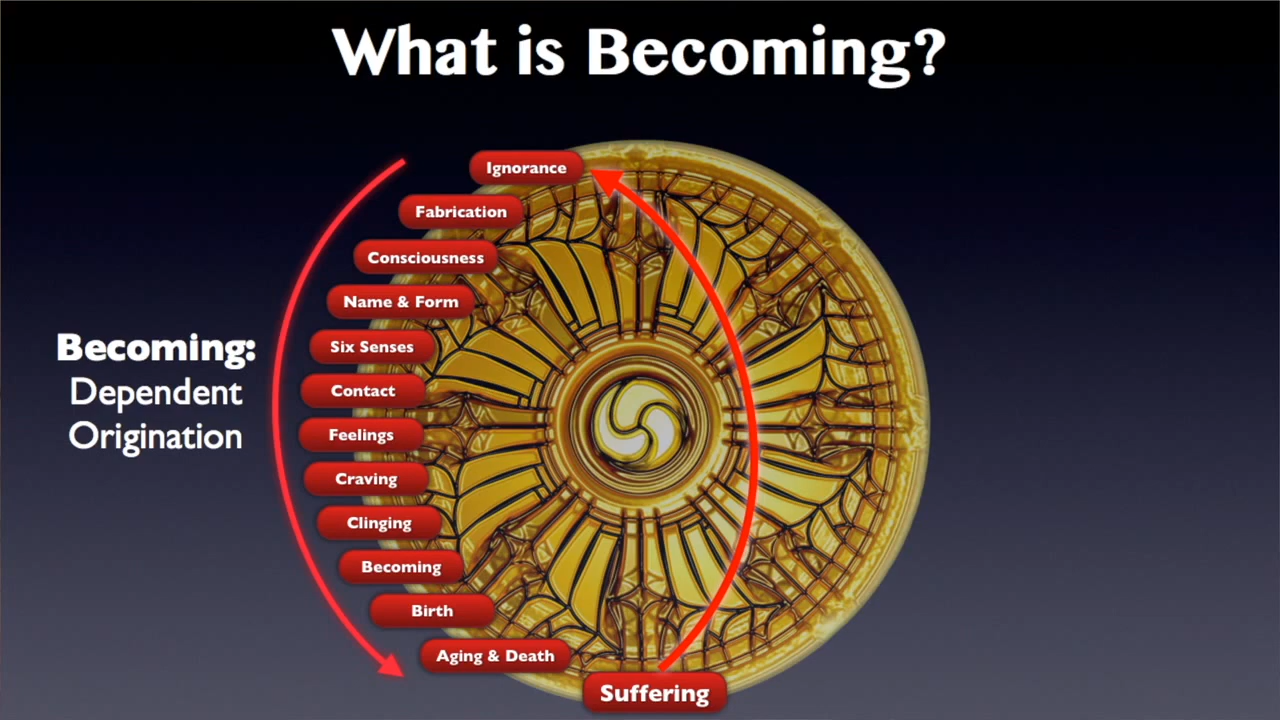 What is Becoming?
Ignorance
Fabrication
Consciousness
Name & Form
Six Senses
Contact
Feelings
Craving
Clinging
Becoming
Birth
Aging & Death
Suffering
Becoming:
Dependent
Origination